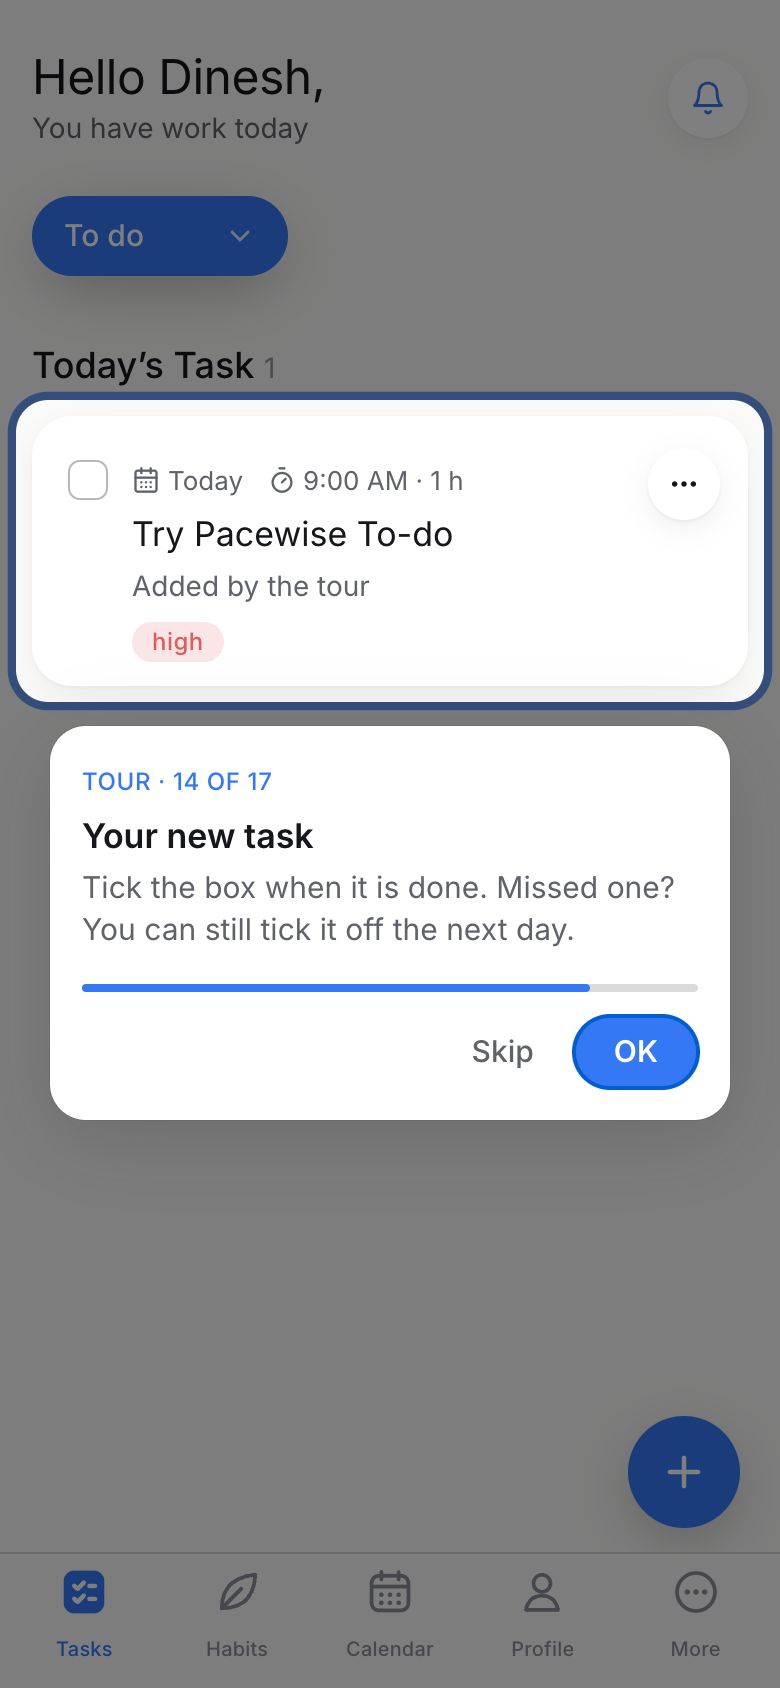 Hello Dinesh,
You have work today
To do
Today’s Task 1
Today 9:00 AM · 1 h
Try Pacewise To-do
Added by the tour
high
TOUR · 14 OF 17
Your new task
Tick the box when it is done. Missed one?
You can still tick it off the next day.
Skip OK
Tasks Habits Calendar Profile More